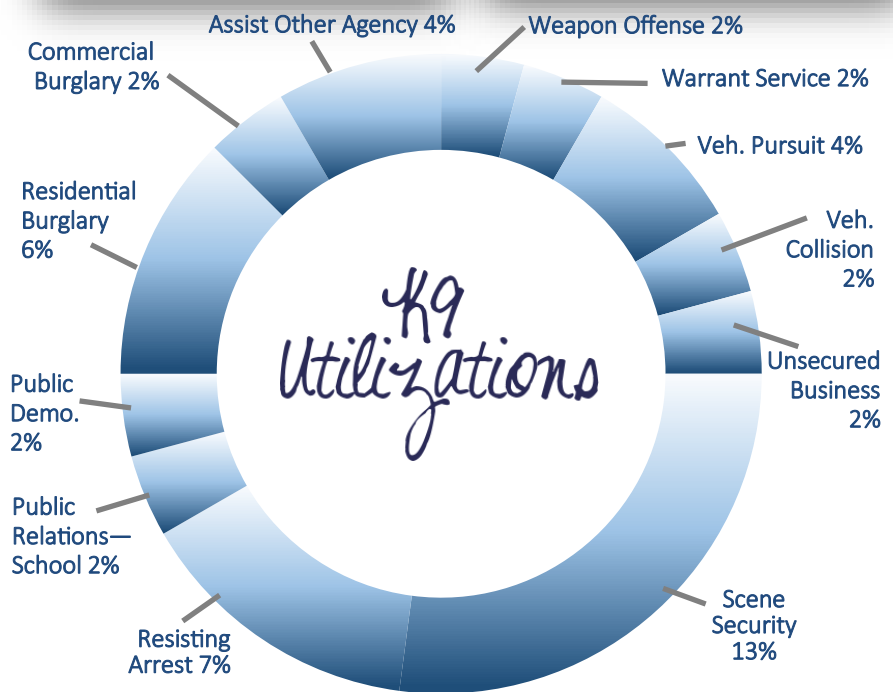 Assist Other Agency 4%
Weapon Offense 2%
Commercial
Burglary 2%
Warrant Service 2%
Veh. Pursuit 4%
Residential
Burglary
6%
Veh.
Collision
2%
K9
Utilizations
Unsecured
Business
2%
Public
Demo.
2%
Public
Relations—
School 2%
Scene
Security
13%
Resisting
Arrest 7%